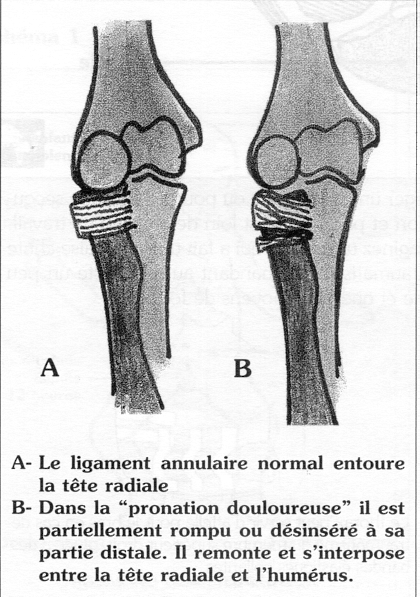 A
B
A- Le ligament annulaire normal entoure
la tête radiale
B- Dans la “pronation douloureuse” il est
partiellement rompu ou désinséré à sa
partie distale. Il remonte et s’interpose
entre la tête radiale et l’humérus.